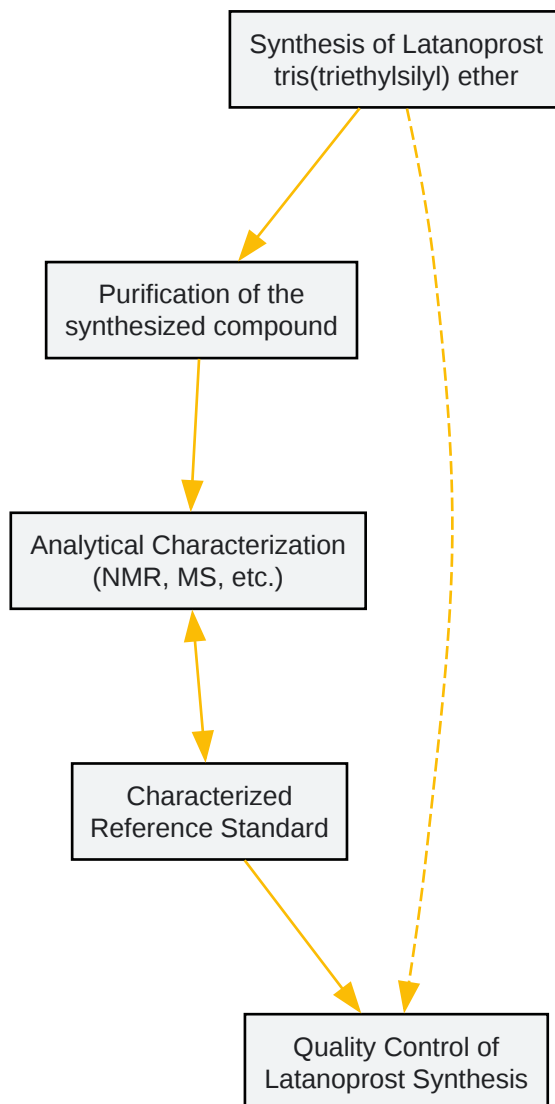 Synthesis of Latanoprost
tris(triethylsilyl) ether
Purification of the
synthesized compound
Analytical Characterization
(NMR, MS, etc.)
Characterized
Reference Standard
Quality Control of
Latanoprost Synthesis